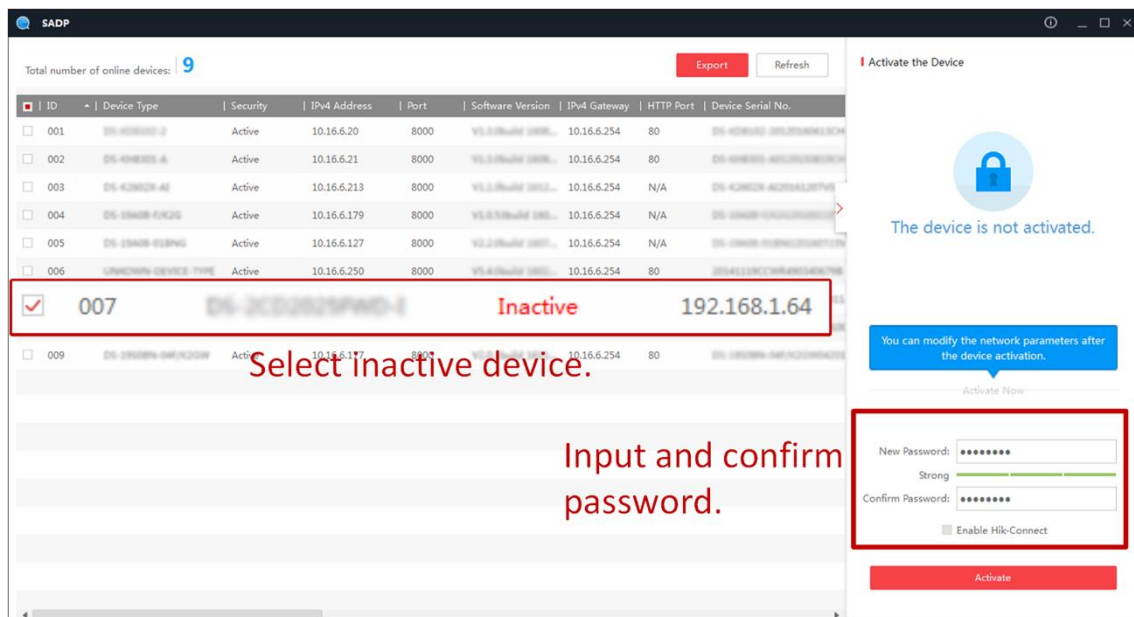 SADP
Total number of online devices: 9
Export
Refresh
ID | Device Type | Security | IPv4 Address | Port | Software Version | IPv4 Gateway | HTTP Port | Device Serial No.
001 Active 10.16.6.20 8000 10.16.6.254 80
002 Active 10.16.6.21 8000 10.16.6.254 80
003 Active 10.16.6.213 8000 10.16.6.254 N/A
004 Active 10.16.6.179 8000 10.16.6.254 N/A
005 Active 10.16.6.127 8000 10.16.6.254 N/A
006 Active 10.16.6.250 8000 10.16.6.254 80
007 Inactive 192.168.1.64
009 10.16.6.254 80
Select inactive device.
Input and confirm
password.
Activate the Device
The device is not activated.
You can modify the network parameters after
the device activation.
Activate Now
New Password: ••••••••
Strong
Confirm Password: ••••••••
Enable Hik-Connect
Activate